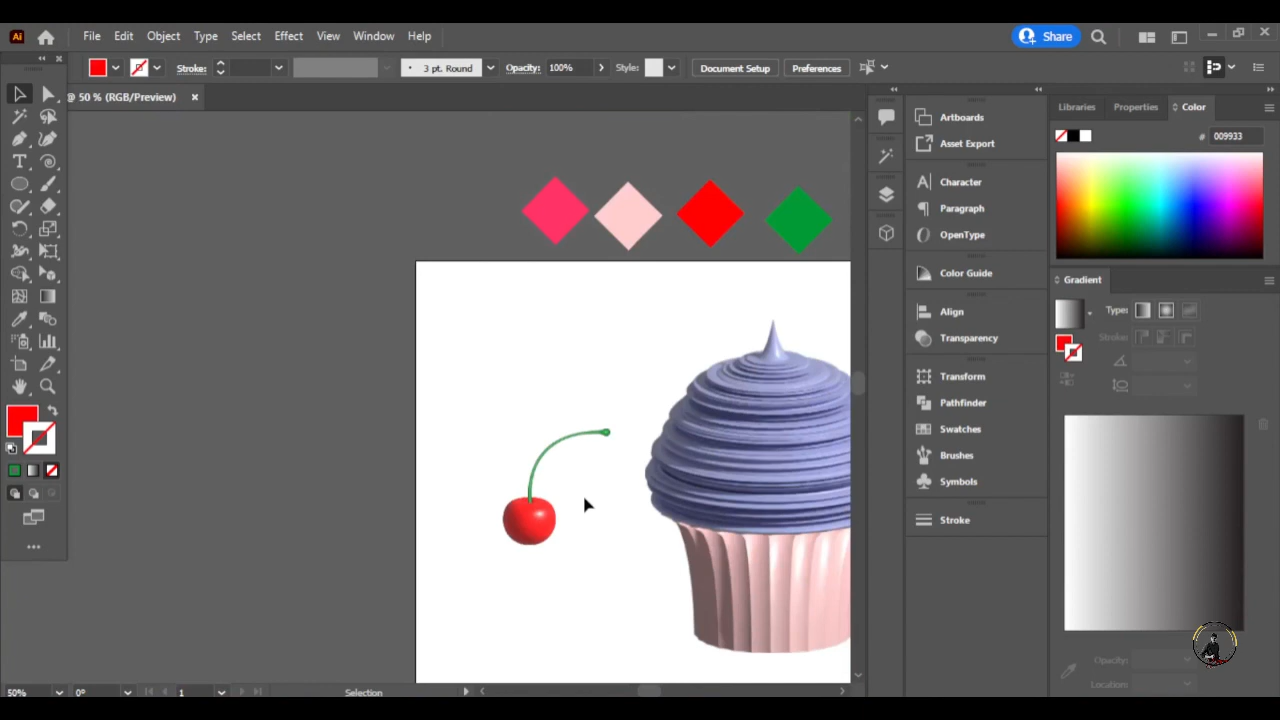 Ai File Edit Object Type Select Effect View Window Help Share
Stroke: 3 pt. Round Opacity: 100% Style: Document Setup Preferences
@ 50 % (RGB/Preview) ×
Libraries Properties Color
# 009933
Artboards
Asset Export
Character
Paragraph
OpenType
Color Guide
Align
Transparency
Transform
Pathfinder
Swatches
Brushes
Symbols
Stroke
Gradient
Type:
Stroke:
Opacity:
Location:
50% 0° 1 Selection